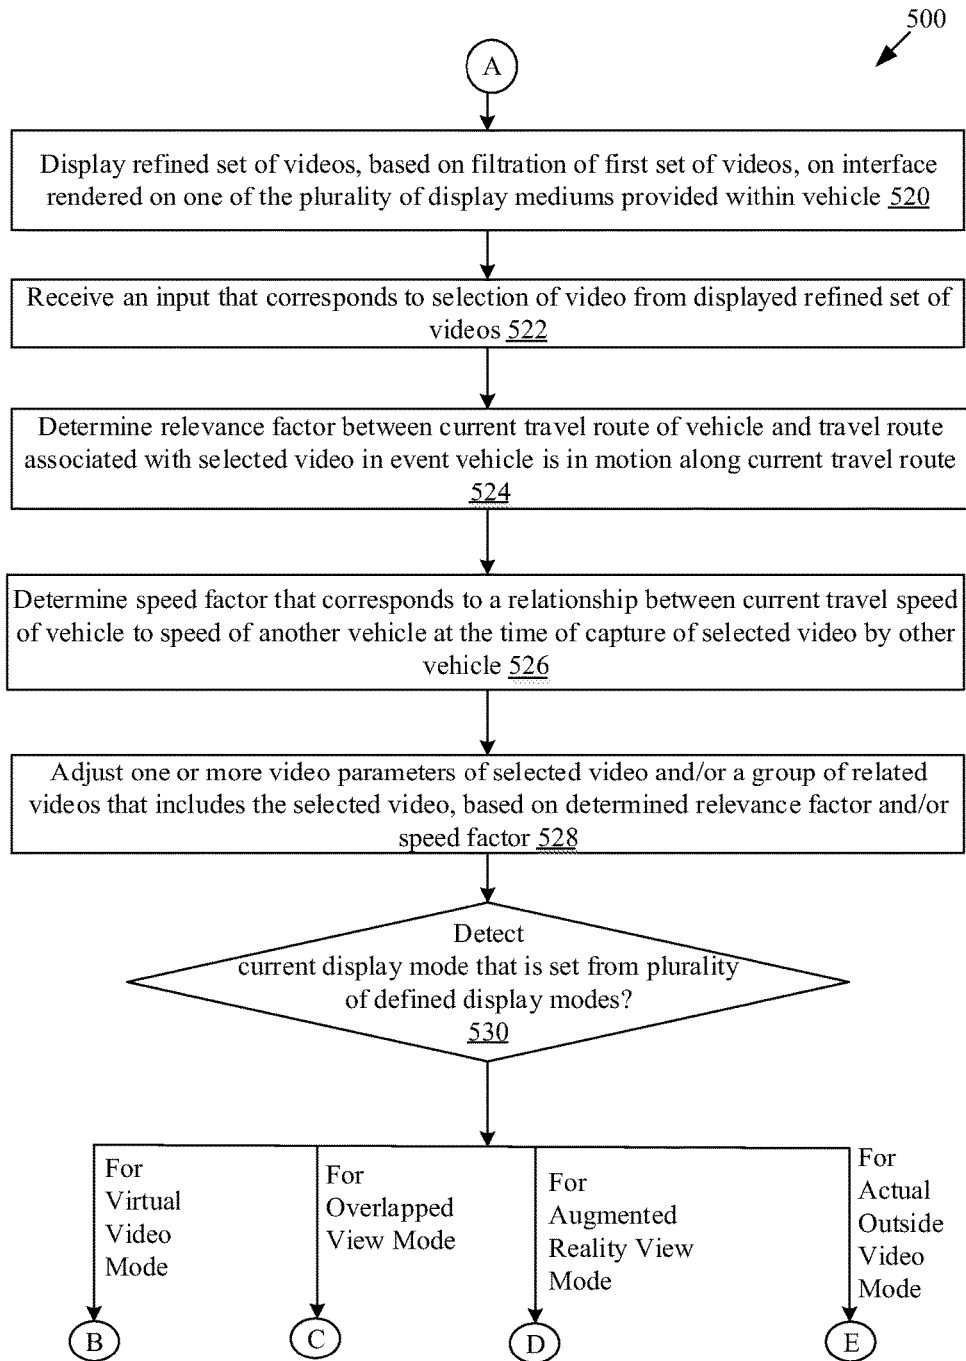 500
A
Display refined set of videos, based on filtration of first set of videos, on interface
rendered on one of the plurality of display mediums provided within vehicle 520
Receive an input that corresponds to selection of video from displayed refined set of
videos 522
Determine relevance factor between current travel route of vehicle and travel route
associated with selected video in event vehicle is in motion along current travel route
524
Determine speed factor that corresponds to a relationship between current travel speed
of vehicle to speed of another vehicle at the time of capture of selected video by other
vehicle 526
Adjust one or more video parameters of selected video and/or a group of related
videos that includes the selected video, based on determined relevance factor and/or
speed factor 528
Detect
current display mode that is set from plurality
of defined display modes?
530
For
Virtual
Video
Mode
For
Overlapped
View Mode
For
Augmented
Reality View
Mode
For
Actual
Outside
Video
Mode
B
C
D
E